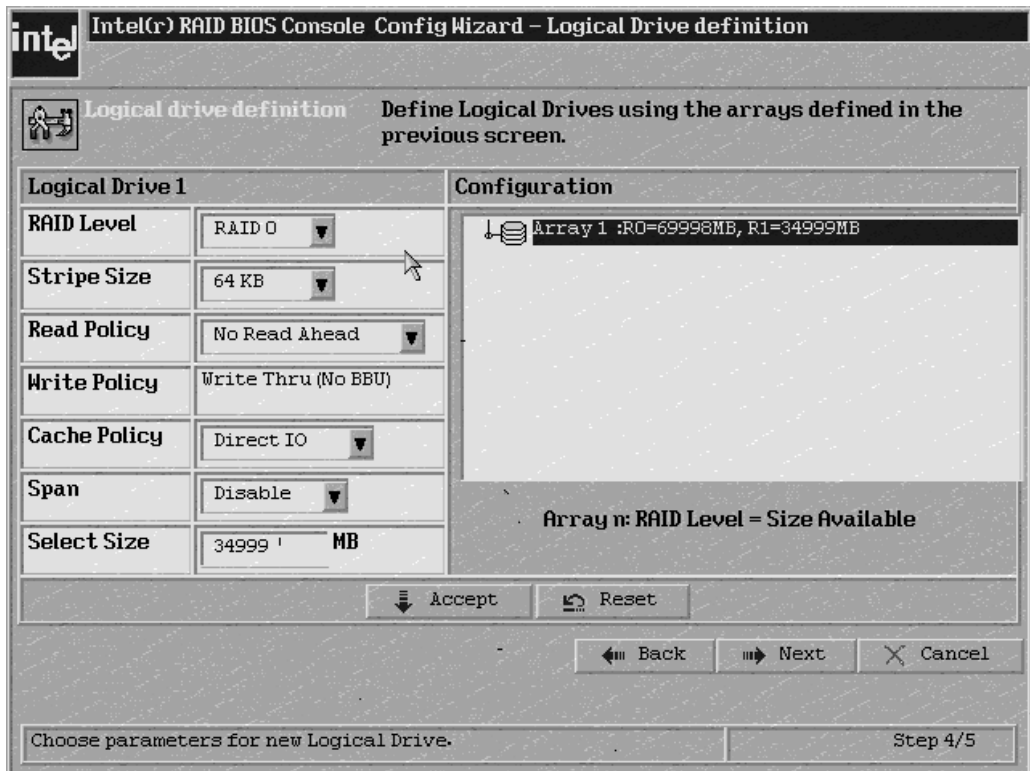 intel
Intel(r) RAID BIOS Console Config Wizard – Logical Drive definition
Logical drive definition
Define Logical Drives using the arrays defined in the
previous screen.
Logical Drive 1
RAID Level
RAID 0
Stripe Size
64 KB
Read Policy
No Read Ahead
Write Policy
Write Thru (No BBU)
Cache Policy
Direct IO
Span
Disable
Select Size
34999 MB
Configuration
Array 1 :R0=69998MB, R1=34999MB
Array n: RAID Level = Size Available
Accept
Reset
Back
Next
Cancel
Choose parameters for new Logical Drive.
Step 4/5